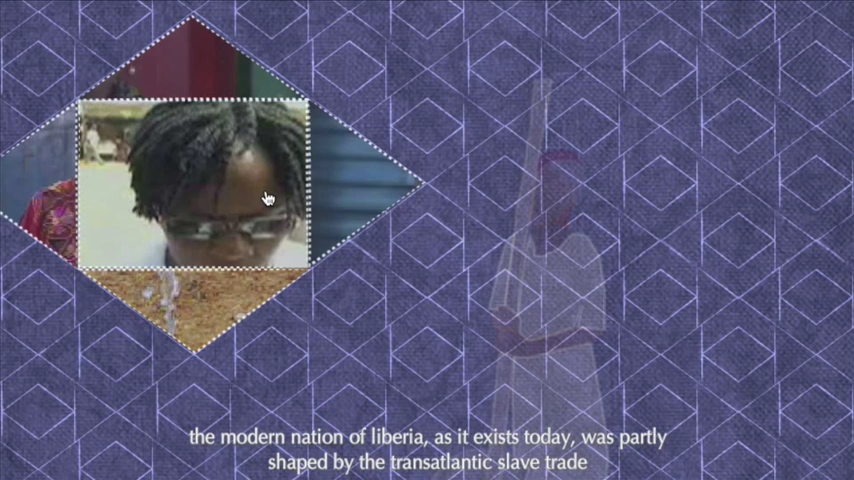 the modern nation of liberia, as it exists today, was partly
shaped by the transatlantic slave trade